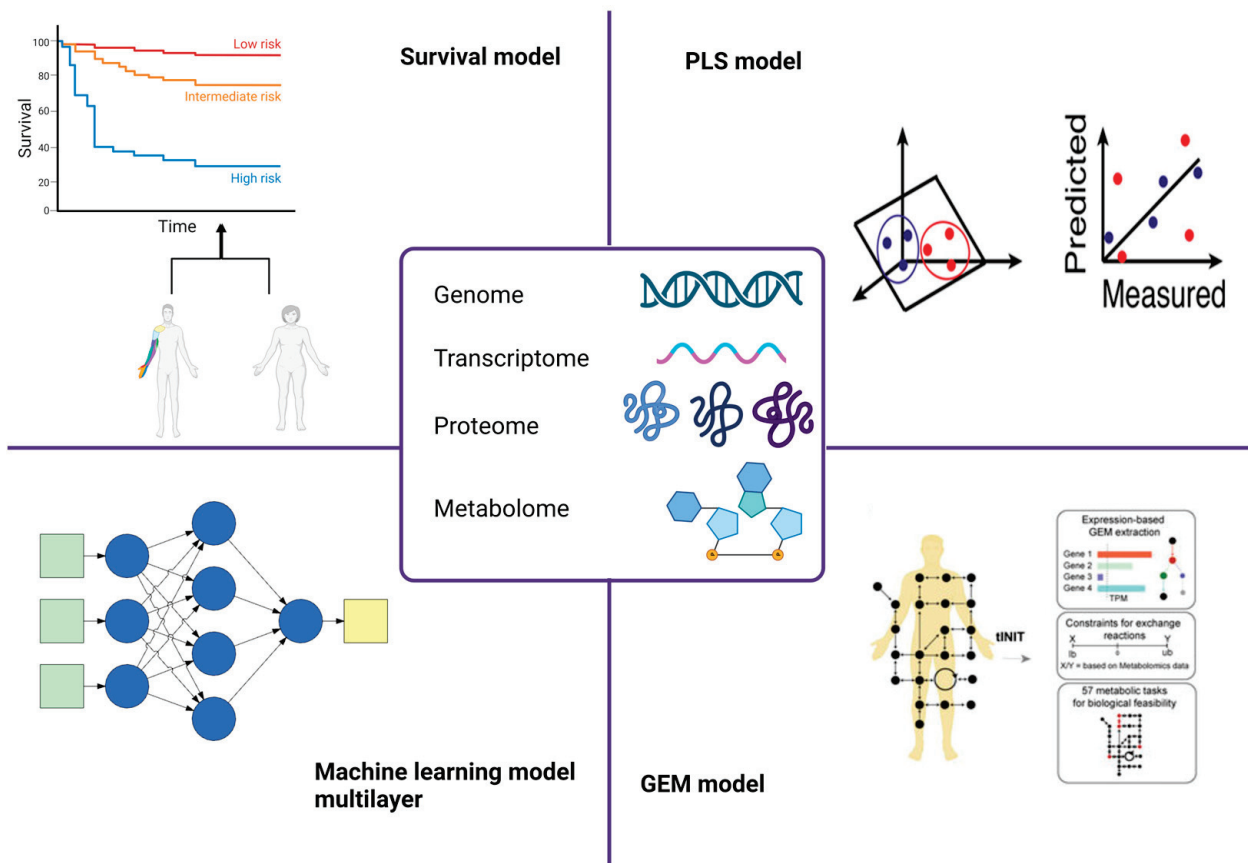 Survival model
100
80
60
40
20
0
Survival
Low risk
Intermediate risk
High risk
Time
PLS model
Predicted
Measured
Genome
Transcriptome
Proteome
Metabolome
P
P
Machine learning model
multilayer
GEM model
tINIT
Expression-based
GEM extraction
Gene 1
Gene 2
Gene 3
Gene 4
TPM
Constraints for exchange
reactions
X Y
lb 0 ub
X/Y = based on Metabolomics data
57 metabolic tasks
for biological feasibility